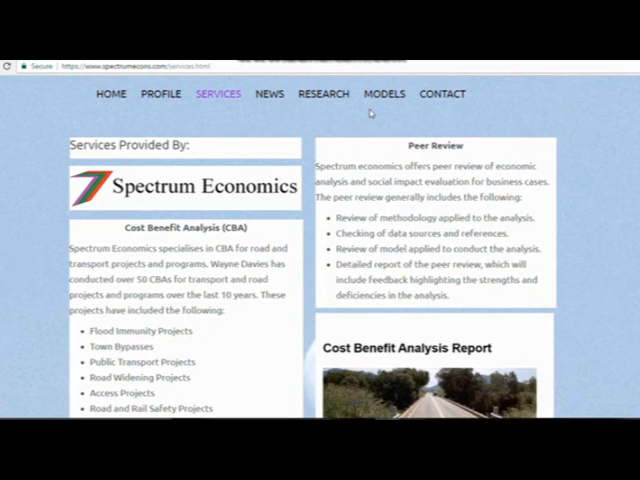 Secure https://www.spectrumecons.com/services.html
HOME PROFILE SERVICES NEWS RESEARCH MODELS CONTACT
Services Provided By:
Spectrum Economics
Cost Benefit Analysis (CBA)
Spectrum Economics specialises in CBA for road and
transport projects and programs. Wayne Davies has
conducted over 50 CBAs for transport and road
projects and programs over the last 10 years. These
projects have included the following:
Flood Immunity Projects
Town Bypasses
Public Transport Projects
Road Widening Projects
Access Projects
Road and Rail Safety Projects
Peer Review
Spectrum economics offers peer review of economic
analysis and social impact evaluation for business cases.
The peer review generally includes the following:
Review of methodology applied to the analysis.
Checking of data sources and references.
Review of model applied to conduct the analysis.
Detailed report of the peer review, which will
include feedback highlighting the strengths and
deficiencies in the analysis.
Cost Benefit Analysis Report